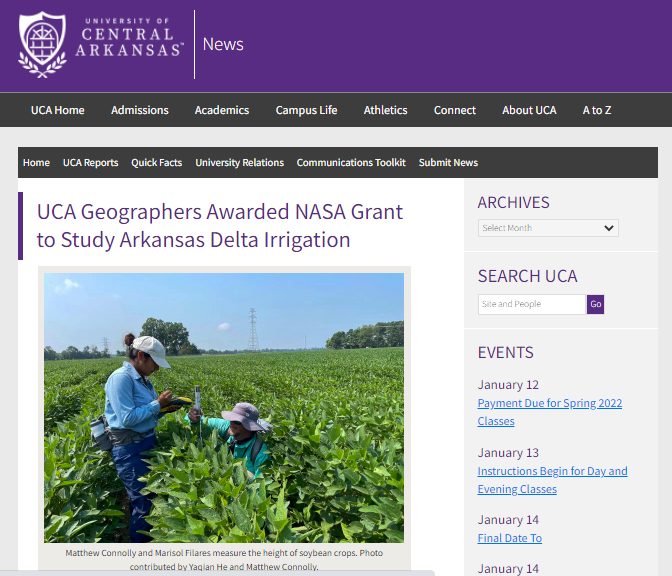 UNIVERSITY OF
CENTRAL
ARKANSAS™
News
UCA Home Admissions Academics Campus Life Athletics Connect About UCA A to Z
Home UCA Reports Quick Facts University Relations Communications Toolkit Submit News
UCA Geographers Awarded NASA Grant
to Study Arkansas Delta Irrigation
Matthew Connolly and Marisol Filares measure the height of soybean crops. Photo
contributed by Yaqian He and Matthew Connolly.
ARCHIVES
Select Month
SEARCH UCA
Site and People Go
EVENTS
January 12
Payment Due for Spring 2022
Classes
January 13
Instructions Begin for Day and
Evening Classes
January 14
Final Date To
January 14